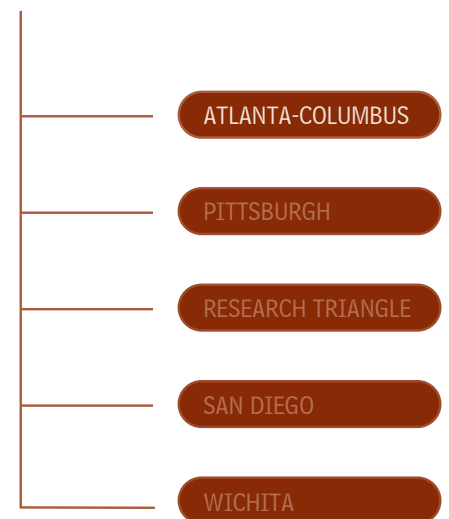 ATLANTA-COLUMBUS
PITTSBURGH
RESEARCH TRIANGLE
SAN DIEGO
WICHITA